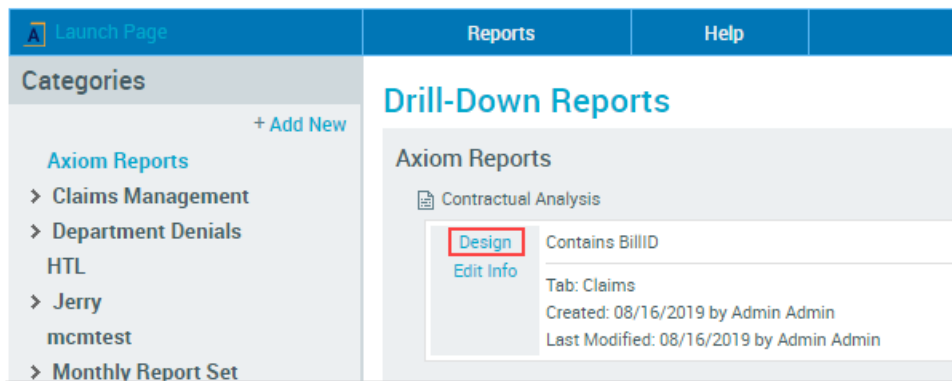 A Launch Page
Reports
Help
Categories
+ Add New
Axiom Reports
> Claims Management
> Department Denials
HTL
> Jerry
mcmtest
> Monthly Report Set
Drill-Down Reports
Axiom Reports
Contractual Analysis
Design
Edit Info
Contains BillID
Tab: Claims
Created: 08/16/2019 by Admin Admin
Last Modified: 08/16/2019 by Admin Admin